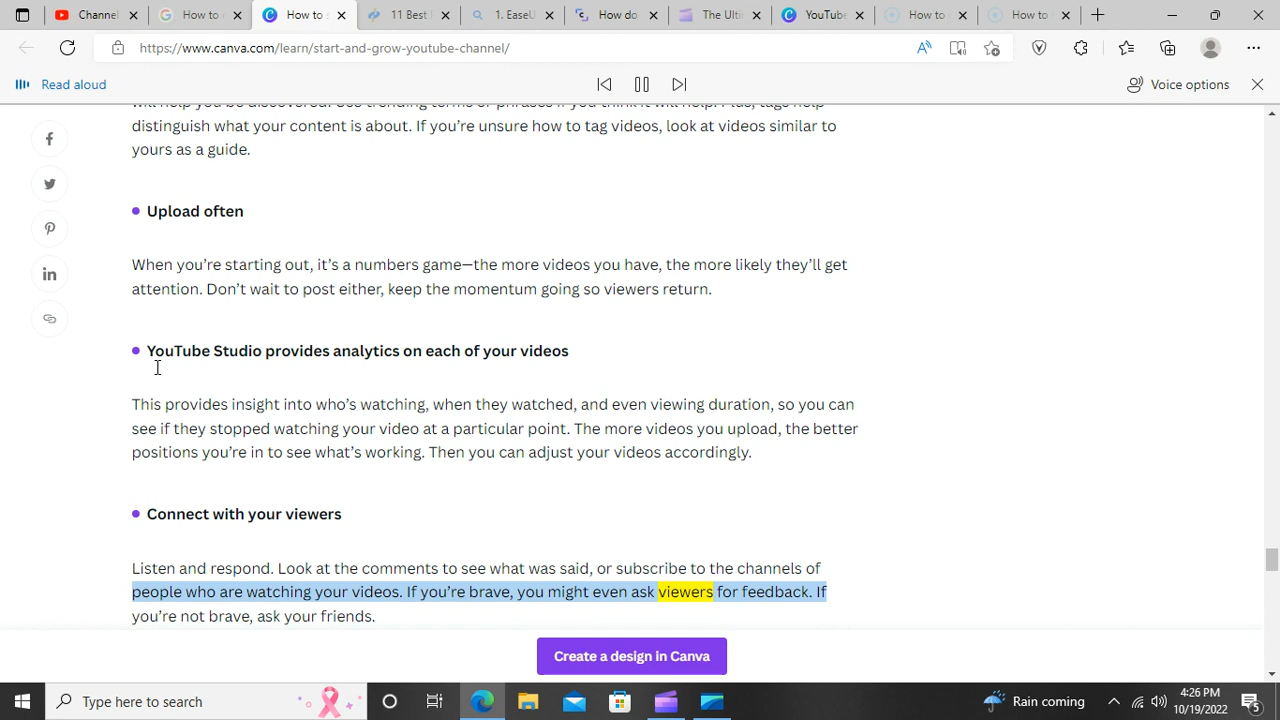 Channel
How to
How to s
11 Best
1. EaseU
How do
The Ulti
YouTube
How to
How to
https://www.canva.com/learn/start-and-grow-youtube-channel/
Read aloud
Voice options
distinguish what your content is about. If you're unsure how to tag videos, look at videos similar to
yours as a guide.
Upload often
When you're starting out, it's a numbers game—the more videos you have, the more likely they'll get
attention. Don't wait to post either, keep the momentum going so viewers return.
YouTube Studio provides analytics on each of your videos
This provides insight into who's watching, when they watched, and even viewing duration, so you can
see if they stopped watching your video at a particular point. The more videos you upload, the better
positions you're in to see what's working. Then you can adjust your videos accordingly.
Connect with your viewers
Listen and respond. Look at the comments to see what was said, or subscribe to the channels of
people who are watching your videos. If you're brave, you might even ask viewers for feedback. If
you're not brave, ask your friends.
Create a design in Canva
Type here to search
Rain coming
4:26 PM
10/19/2022
5